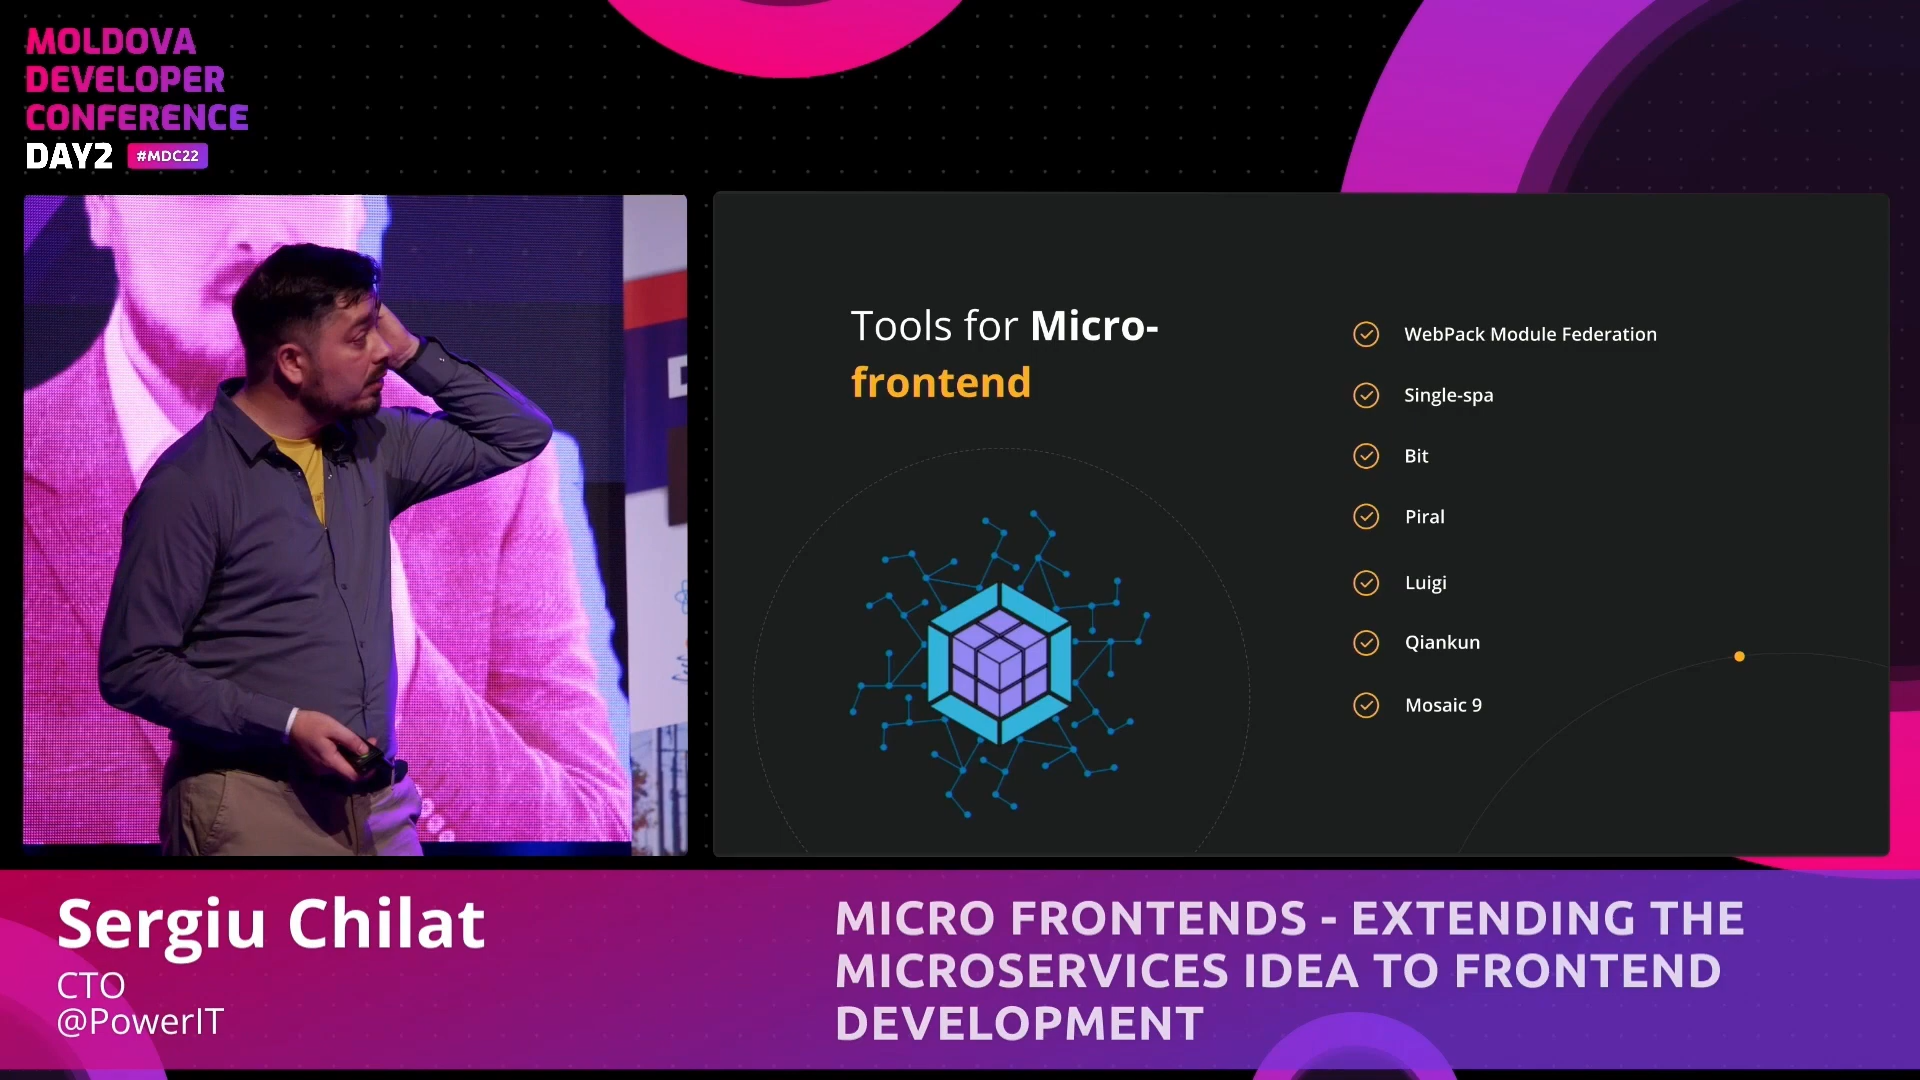 MOLDOVA
DEVELOPER
CONFERENCE
DAY2 #MDC22
Tools for Micro-
frontend
WebPack Module Federation
Single-spa
Bit
Piral
Luigi
Qiankun
Mosaic 9
Sergiu Chilat
CTO
@PowerIT
MICRO FRONTENDS - EXTENDING THE
MICROSERVICES IDEA TO FRONTEND
DEVELOPMENT